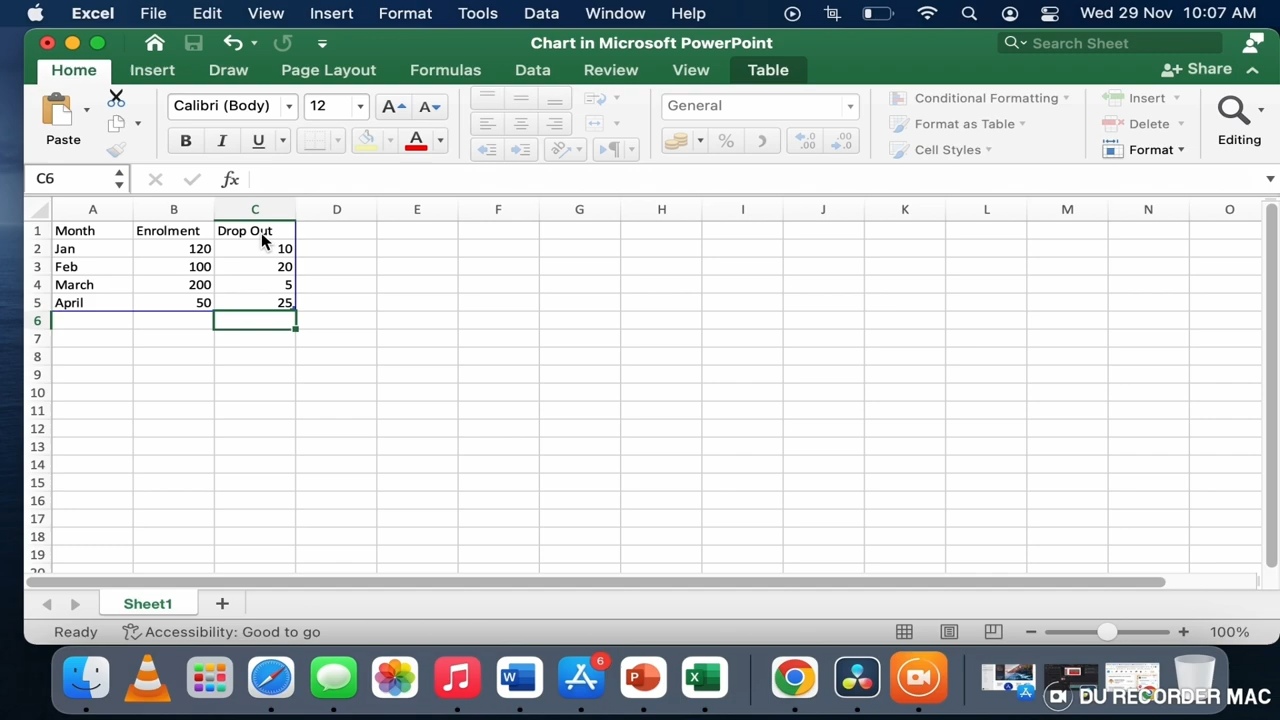 Excel File Edit View Insert Format Tools Data Window Help Wed 29 Nov 10:07 AM
Chart in Microsoft PowerPoint Search Sheet
Home Insert Draw Page Layout Formulas Data Review View Table Share
Calibri (Body) 12 General Conditional Formatting Insert
Format as Table Delete
Paste B I U A % Cell Styles Format Editing
C6 fx
A B C D E F G H I J K L M N O
1 Month Enrolment Drop Out
2 Jan 120 10
3 Feb 100 20
4 March 200 5
5 April 50 25
6
7
8
9
10
11
12
13
14
15
16
17
18
19
20
Sheet1
Ready Accessibility: Good to go 100%
6
W P X
DU RECORDER MAC